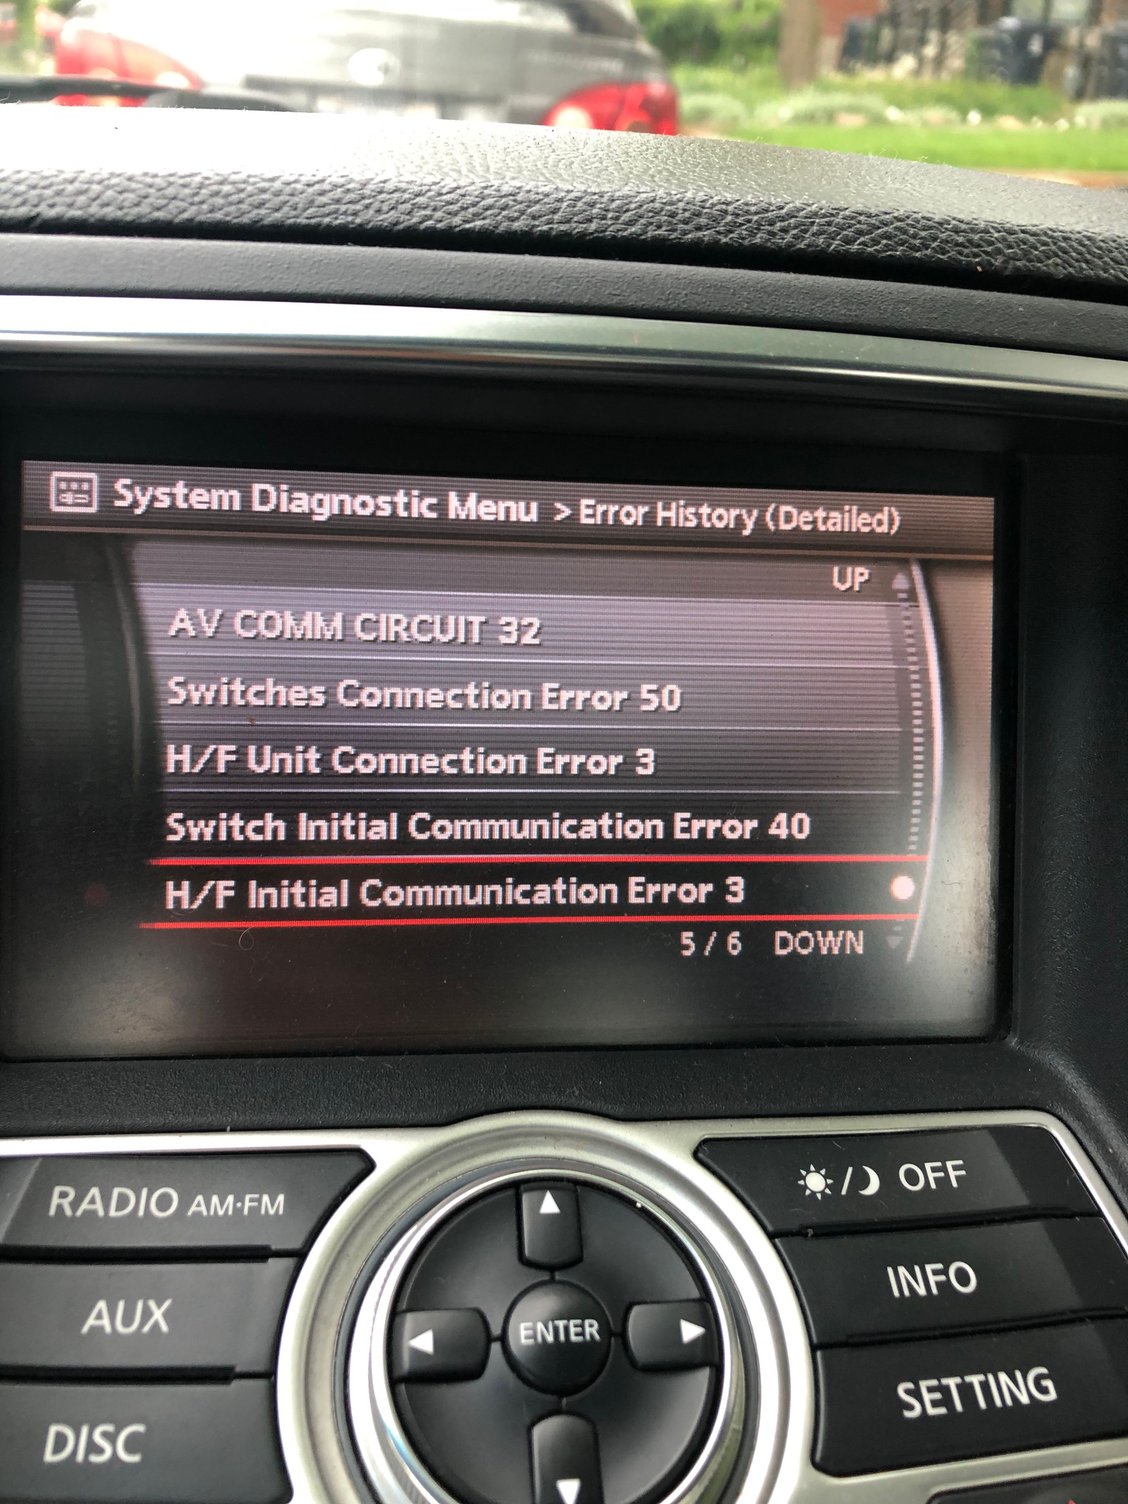 System Diagnostic Menu > Error History (Detailed)
UP
AV COMM CIRCUIT 32
Switches Connection Error 50
H/F Unit Connection Error 3
Switch Initial Communication Error 40
H/F Initial Communication Error 3
5 / 6 DOWN
RADIO AM·FM
OFF
AUX
ENTER
INFO
DISC
SETTING